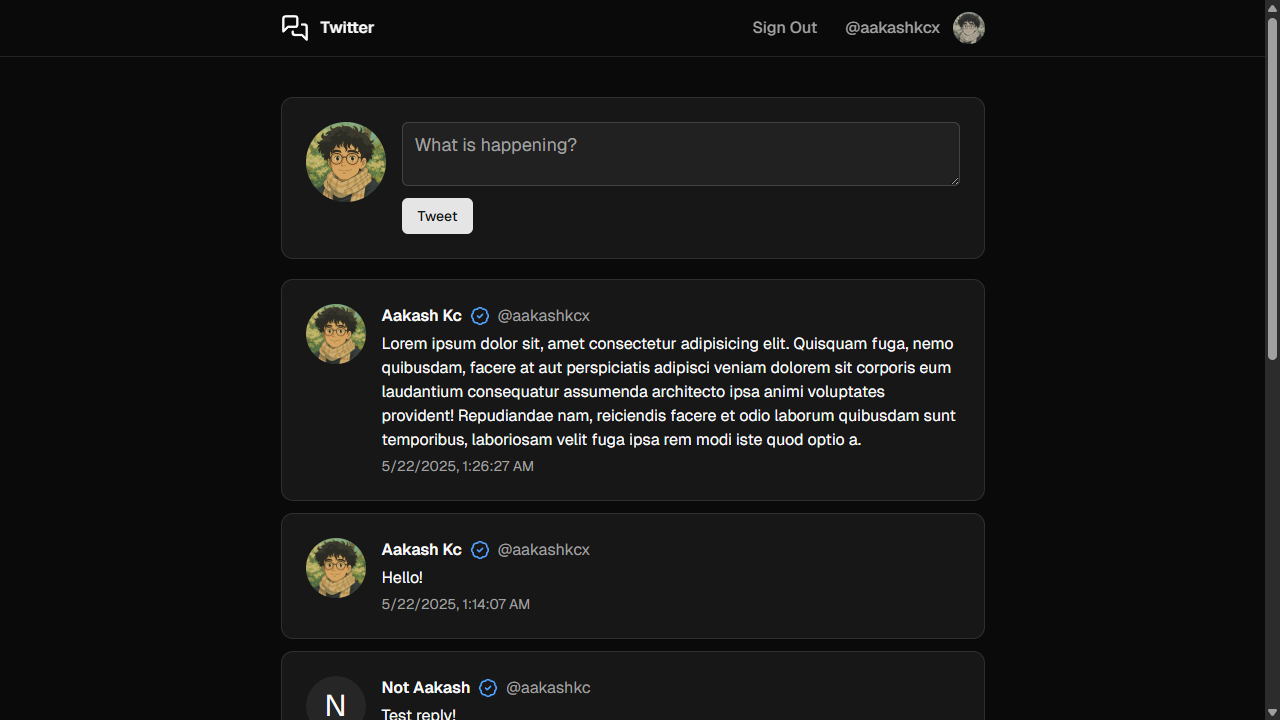 Twitter
Sign Out
@aakashkcx
What is happening?
Tweet
Aakash Kc @aakashkcx
Lorem ipsum dolor sit, amet consectetur adipisicing elit. Quisquam fuga, nemo
quibusdam, facere at aut perspiciatis adipisci veniam dolorem sit corporis eum
laudantium consequatur assumenda architecto ipsa animi voluptates
provident! Repudiandae nam, reiciendis facere et odio laborum quibusdam sunt
temporibus, laboriosam velit fuga ipsa rem modi iste quod optio a.
5/22/2025, 1:26:27 AM
Aakash Kc @aakashkcx
Hello!
5/22/2025, 1:14:07 AM
N
Not Aakash @aakashkc
Test reply!